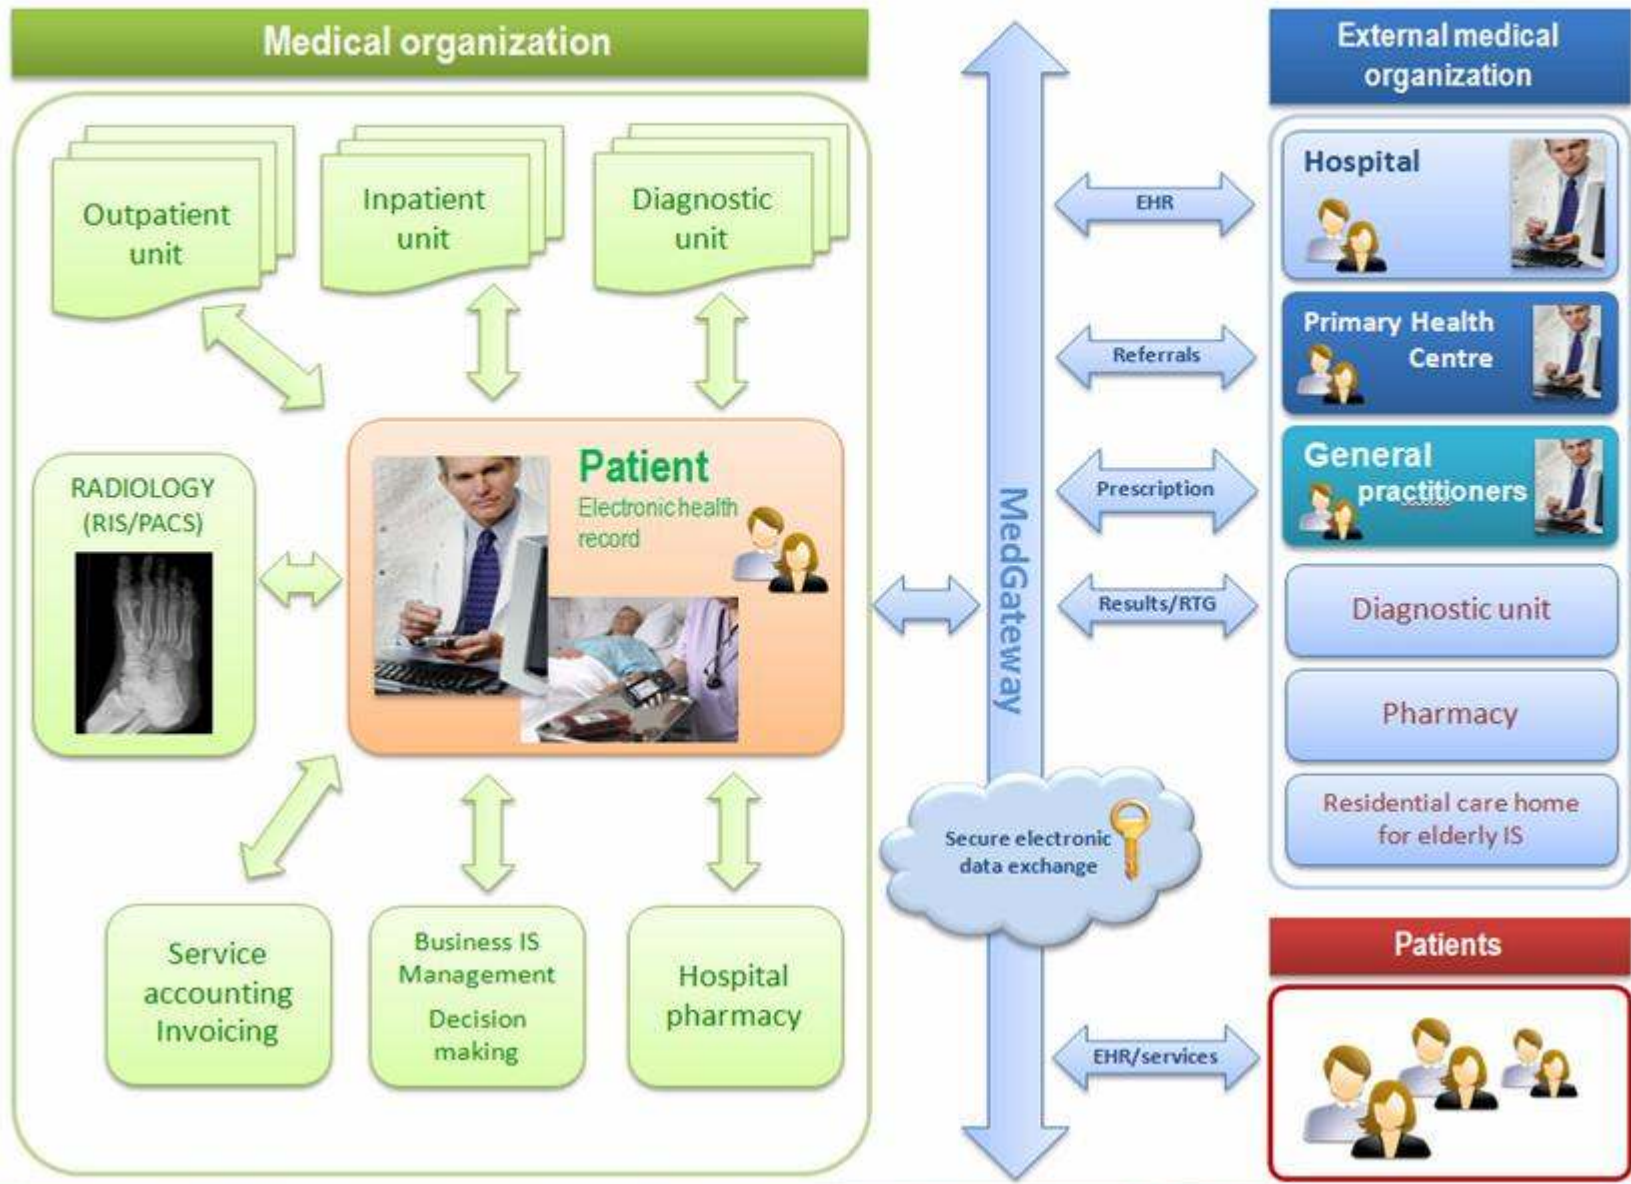 Medical organization
Outpatient
unit
Inpatient
unit
Diagnostic
unit
RADIOLOGY
(RIS/PACS)
Patient
Electronic health
record
Service
accounting
Invoicing
Business IS
Management
Decision
making
Hospital
pharmacy
MedGateway
Secure electronic
data exchange
EHR
Referrals
Prescription
Results/RTG
EHR/services
External medical
organization
Hospital
Primary Health
Centre
General
practitioners
Diagnostic unit
Pharmacy
Residential care home
for elderly IS
Patients